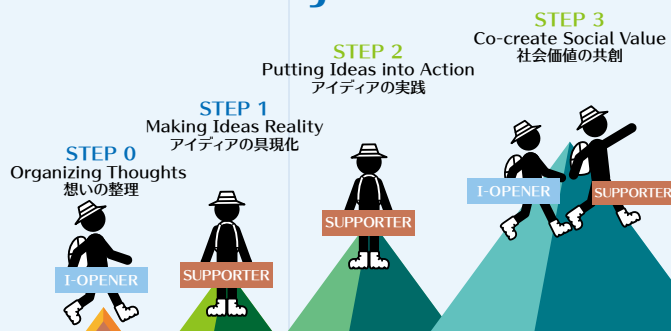 STEP 0
Organizing Thoughts
想いの整理
I-OPENER
STEP 1
Making Ideas Reality
アイディアの具現化
SUPPORTER
STEP 2
Putting Ideas into Action
アイディアの実践
SUPPORTER
STEP 3
Co-create Social Value
社会価値の共創
I-OPENER
SUPPORTER